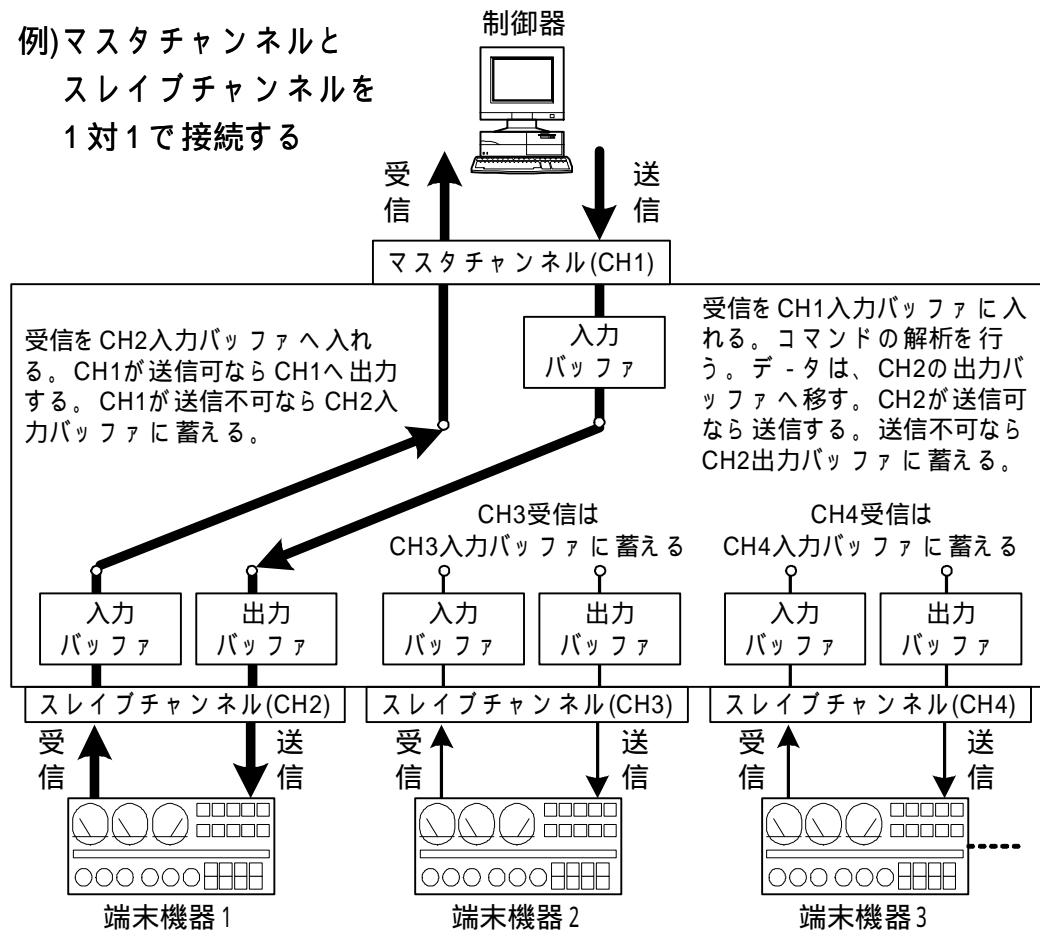 例)マスタチャンネルと
スレイブチャンネルを
1対1で接続する
制御器
受信
送信
マスタチャンネル(CH1)
受信をCH2入力バッファへ入れ
る。CH1が送信可ならCH1へ出力
する。CH1が送信不可ならCH2入
力バッファに蓄える。
入力
バッファ
受信をCH1入力バッファに入
れる。コマンドの解析を行
う。デ-タは、CH2の出力バ
ッファへ移す。CH2が送信可
なら送信する。送信不可なら
CH2出力バッファに蓄える。
CH3受信は
CH3入力バッファに蓄える
CH4受信は
CH4入力バッファに蓄える
入力
バッファ
出力
バッファ
入力
バッファ
出力
バッファ
入力
バッファ
出力
バッファ
スレイブチャンネル(CH2)
スレイブチャンネル(CH3)
スレイブチャンネル(CH4)
受信
送信
受信
送信
受信
送信
端末機器1
端末機器2
端末機器3